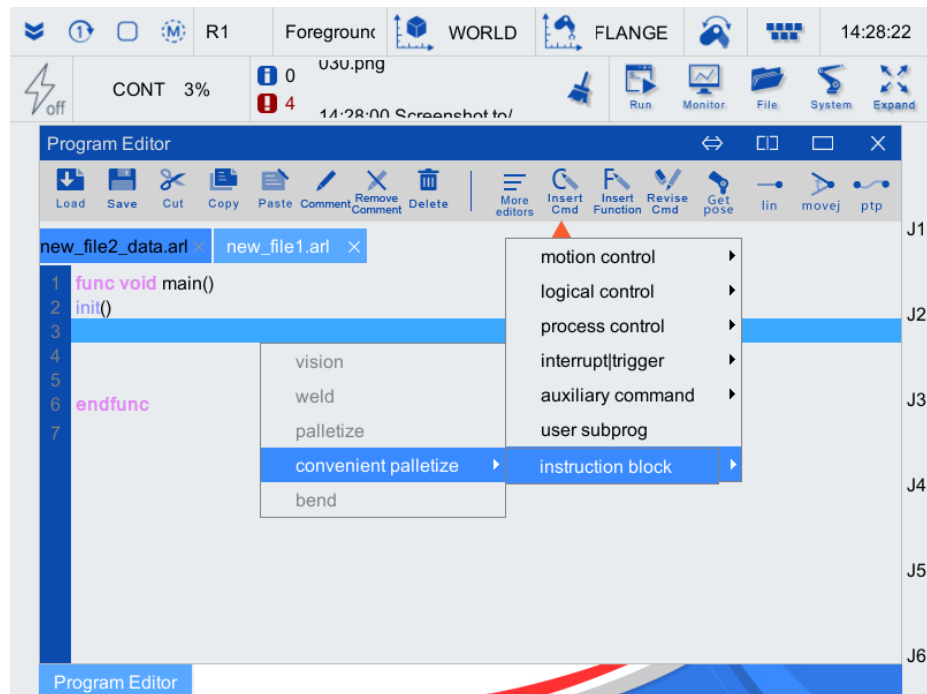 R1 Foregroun WORLD FLANGE 14:28:22
off CONT 3% 0 030.png
4 14:28:00 Screenshot to/
Run Monitor File System Expand
Program Editor
Load Save Cut Copy Paste Comment Remove Comment Delete More editors Insert Cmd Insert Function Revise Cmd Get pose lin movej ptp
new_file2_data.arl × new_file1.arl ×
1 func void main()
2 init()
3
4
5
6 endfunc
7
motion control
logical control
process control
interrupt|trigger
auxiliary command
user subprog
instruction block
vision
weld
palletize
convenient palletize
bend
J1
J2
J3
J4
J5
J6
Program Editor